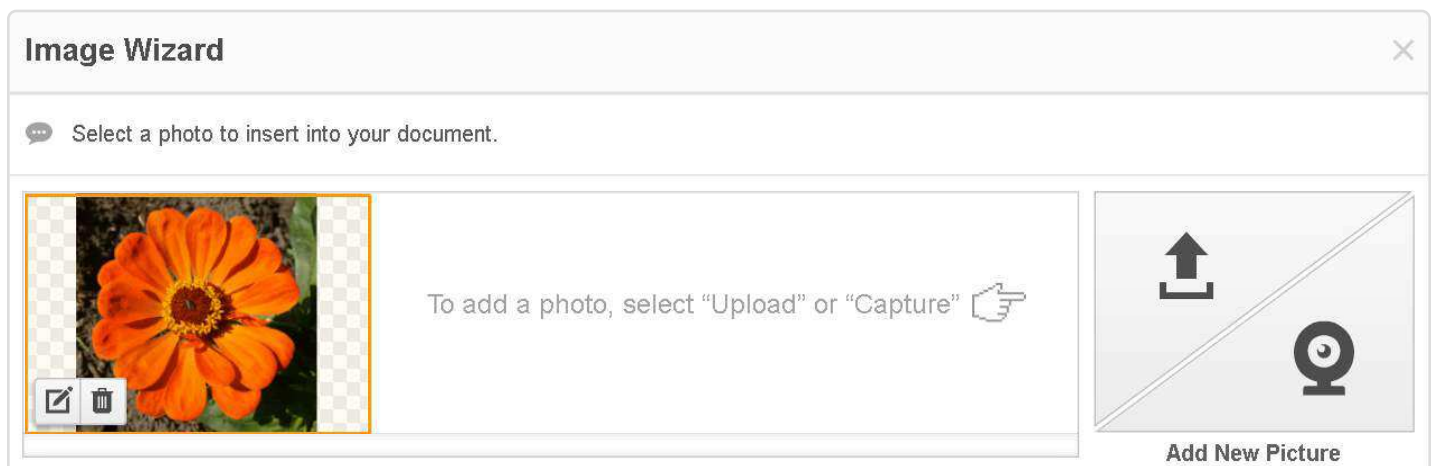 Image Wizard
Select a photo to insert into your document.
To add a photo, select “Upload” or “Capture”
Add New Picture